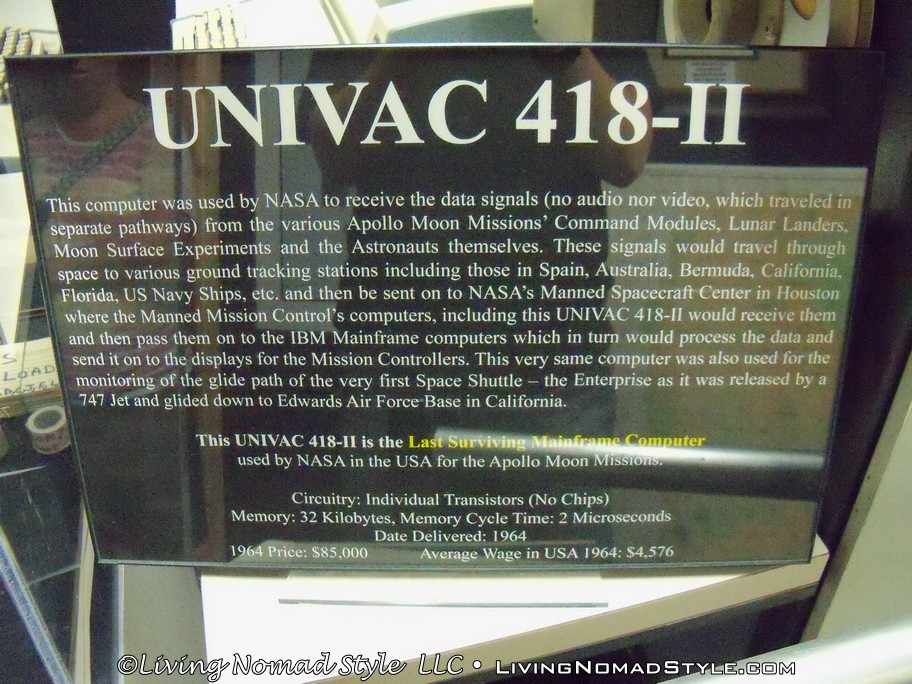 UNIVAC 418-II
This computer was used by NASA to receive the data signals (no audio nor video, which traveled in
separate pathways) from the various Apollo Moon Missions' Command Modules, Lunar Landers,
Moon Surface Experiments and the Astronauts themselves. These signals would travel through
space to various ground tracking stations including those in Spain, Australia, Bermuda, California,
Florida, US Navy Ships, etc. and then be sent on to NASA's Manned Spacecraft Center in Houston
where the Manned Mission Control's computers, including this UNIVAC 418-II would receive them
and then pass them on to the IBM Mainframe computers which in turn would process the data and
send it on to the displays for the Mission Controllers. This very same computer was also used for the
monitoring of the glide path of the very first Space Shuttle – the Enterprise as it was released by a
747 Jet and glided down to Edwards Air Force Base in California.
This UNIVAC 418-II is the Last Surviving Mainframe Computer
used by NASA in the USA for the Apollo Moon Missions.
Circuitry: Individual Transistors (No Chips)
Memory: 32 Kilobytes, Memory Cycle Time: 2 Microseconds
Date Delivered: 1964
1964 Price: $85,000 Average Wage in USA 1964: $4,576
LOAD
©Living Nomad Style LLC • LIVINGNOMADSTYLE.COM